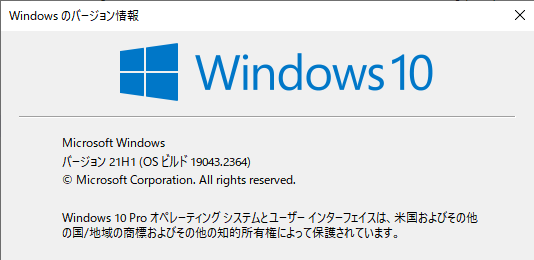 Windows のバージョン情報
Windows 10
Microsoft Windows
バージョン 21H1 (OS ビルド 19043.2364)
© Microsoft Corporation. All rights reserved.
Windows 10 Pro オペレーティング システムとユーザー インターフェイスは、米国およびその他
の国/地域の商標およびその他の知的所有権によって保護されています。